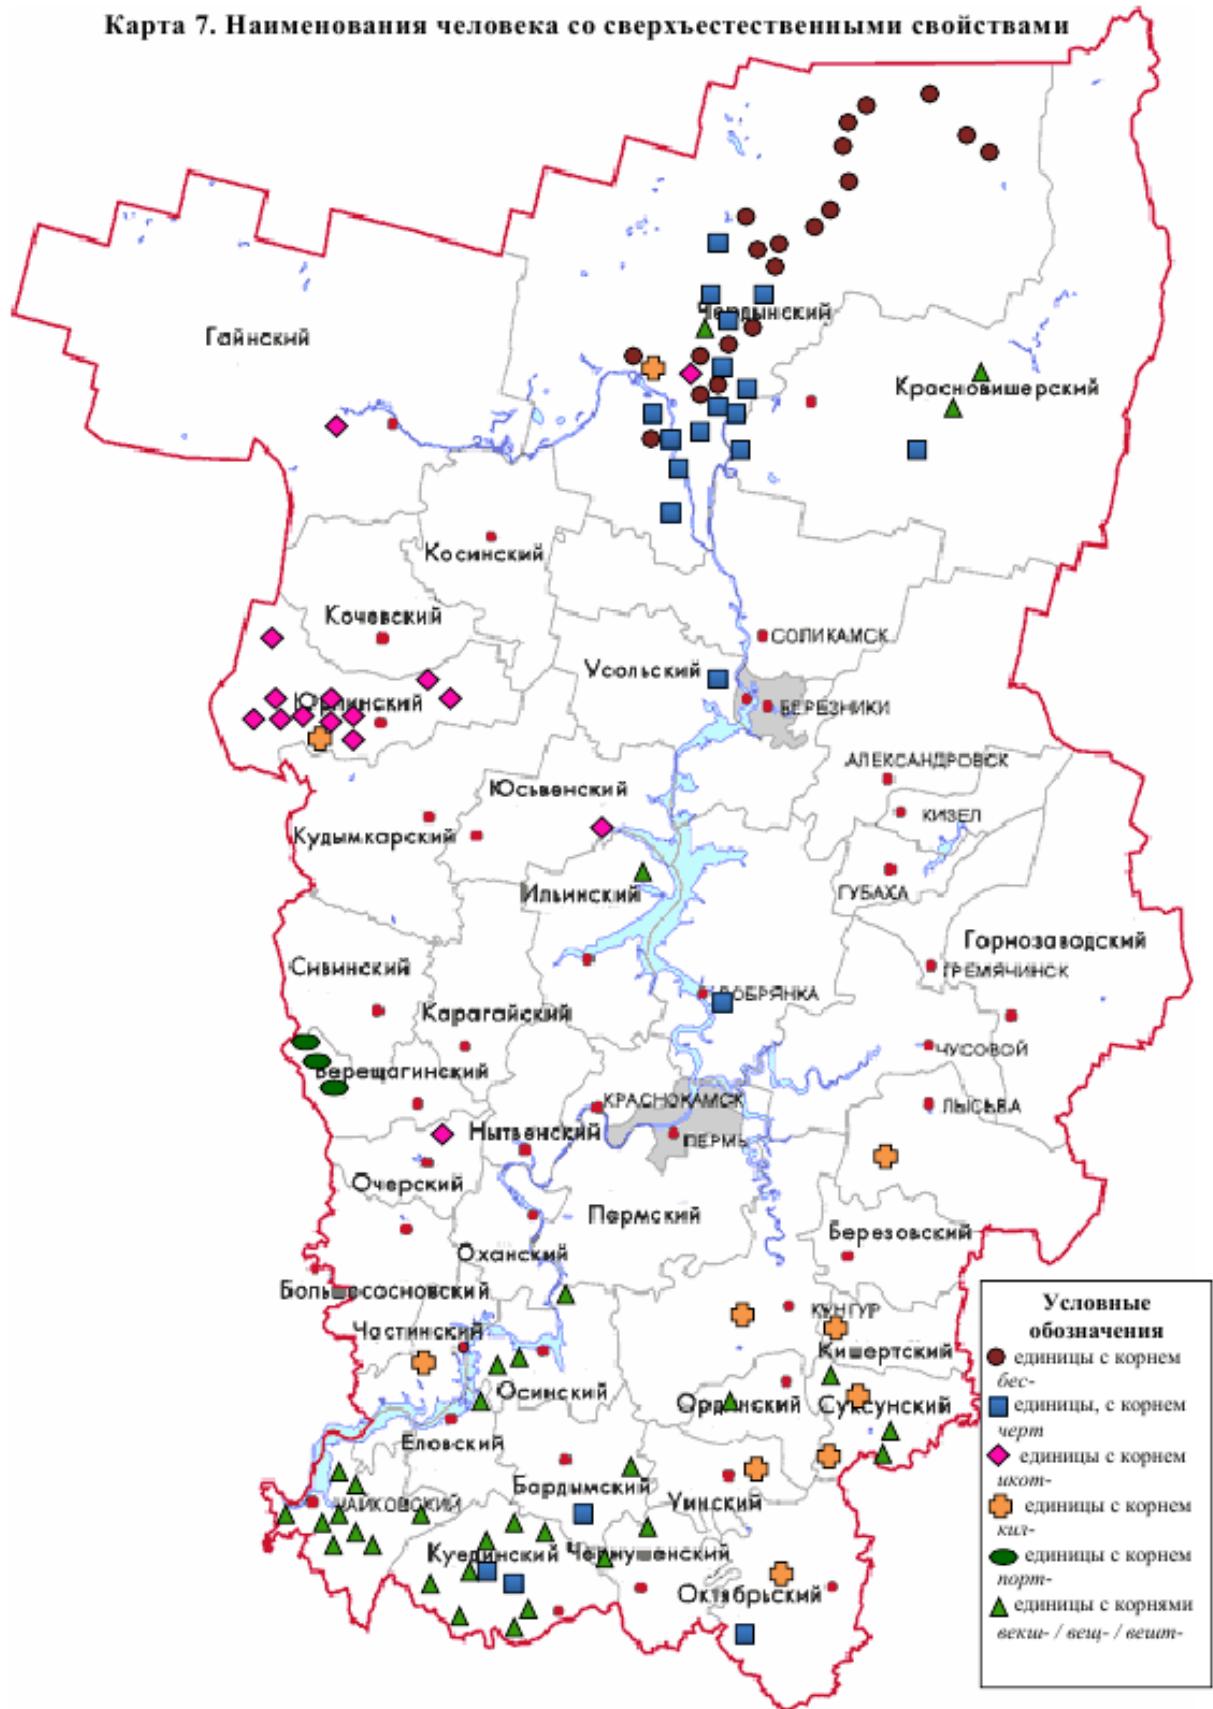 Карта 7. Наименования человека со сверхъестественными свойствами
Гайнский
Чердынский
Красновишерский
Косинский
Кочевский
СОЛИКАМСК
Усольский
Юрлинский
БЕРЕЗНИКИ
АЛЕКСАНДРОВСК
Юсьвенский
КИЗЕЛ
Кудымкарский
Ильинский
ГУБАХА
Горнозаводский
Сивинский
ГРЕМЯЧИНСК
ДОБРЯНКА
Карагайский
ЧУСОВОЙ
Верещагинский
КРАСНОКАМСК
ЛЫСЬВА
Нытвенский
ПЕРМЬ
Очерский
Пермский
Березовский
Оханский
Большесосновский
КУНГУР
Частинский
Кишертский
Осинский
Ординский
Суксунский
Еловский
Бардымский
ЧАЙКОВСКИЙ
Уинский
Куединский
Чернушенский
Октябрьский
Условные
обозначения
единицы с корнем
бес-
единицы, с корнем
черт
единицы с корнем
икот-
единицы с корнем
кил-
единицы с корнем
порт-
единицы с корнями
векш- / вещ- / вешт-